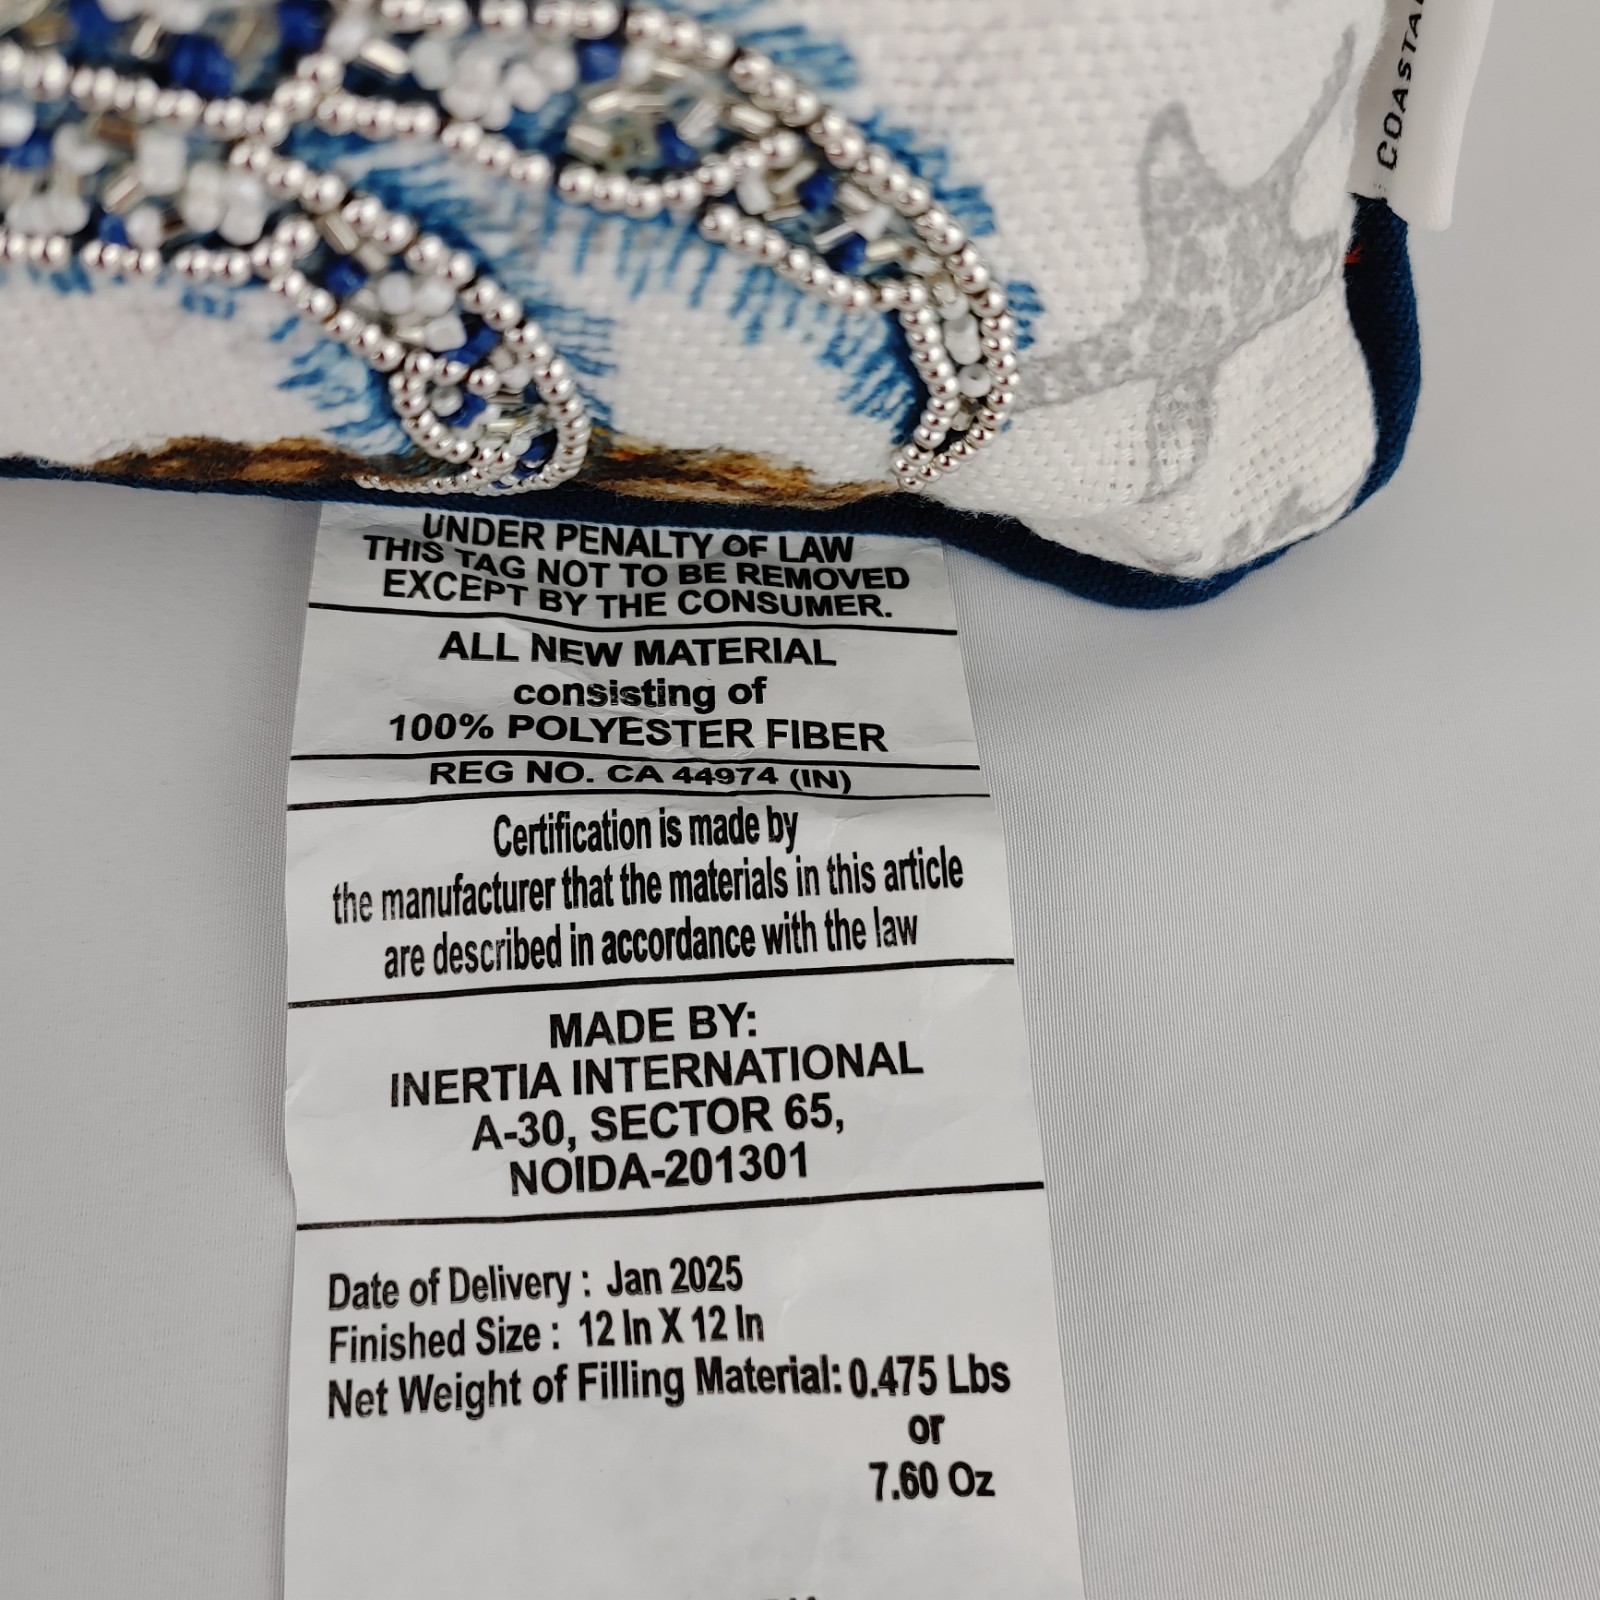 COASTAL
UNDER PENALTY OF LAW
THIS TAG NOT TO BE REMOVED
EXCEPT BY THE CONSUMER.
ALL NEW MATERIAL
consisting of
100% POLYESTER FIBER
REG NO. CA 44974 (IN)
Certification is made by
the manufacturer that the materials in this article
are described in accordance with the law
MADE BY:
INERTIA INTERNATIONAL
A-30, SECTOR 65,
NOIDA-201301
Date of Delivery : Jan 2025
Finished Size : 12 In X 12 In
Net Weight of Filling Material: 0.475 Lbs
or
7.60 Oz